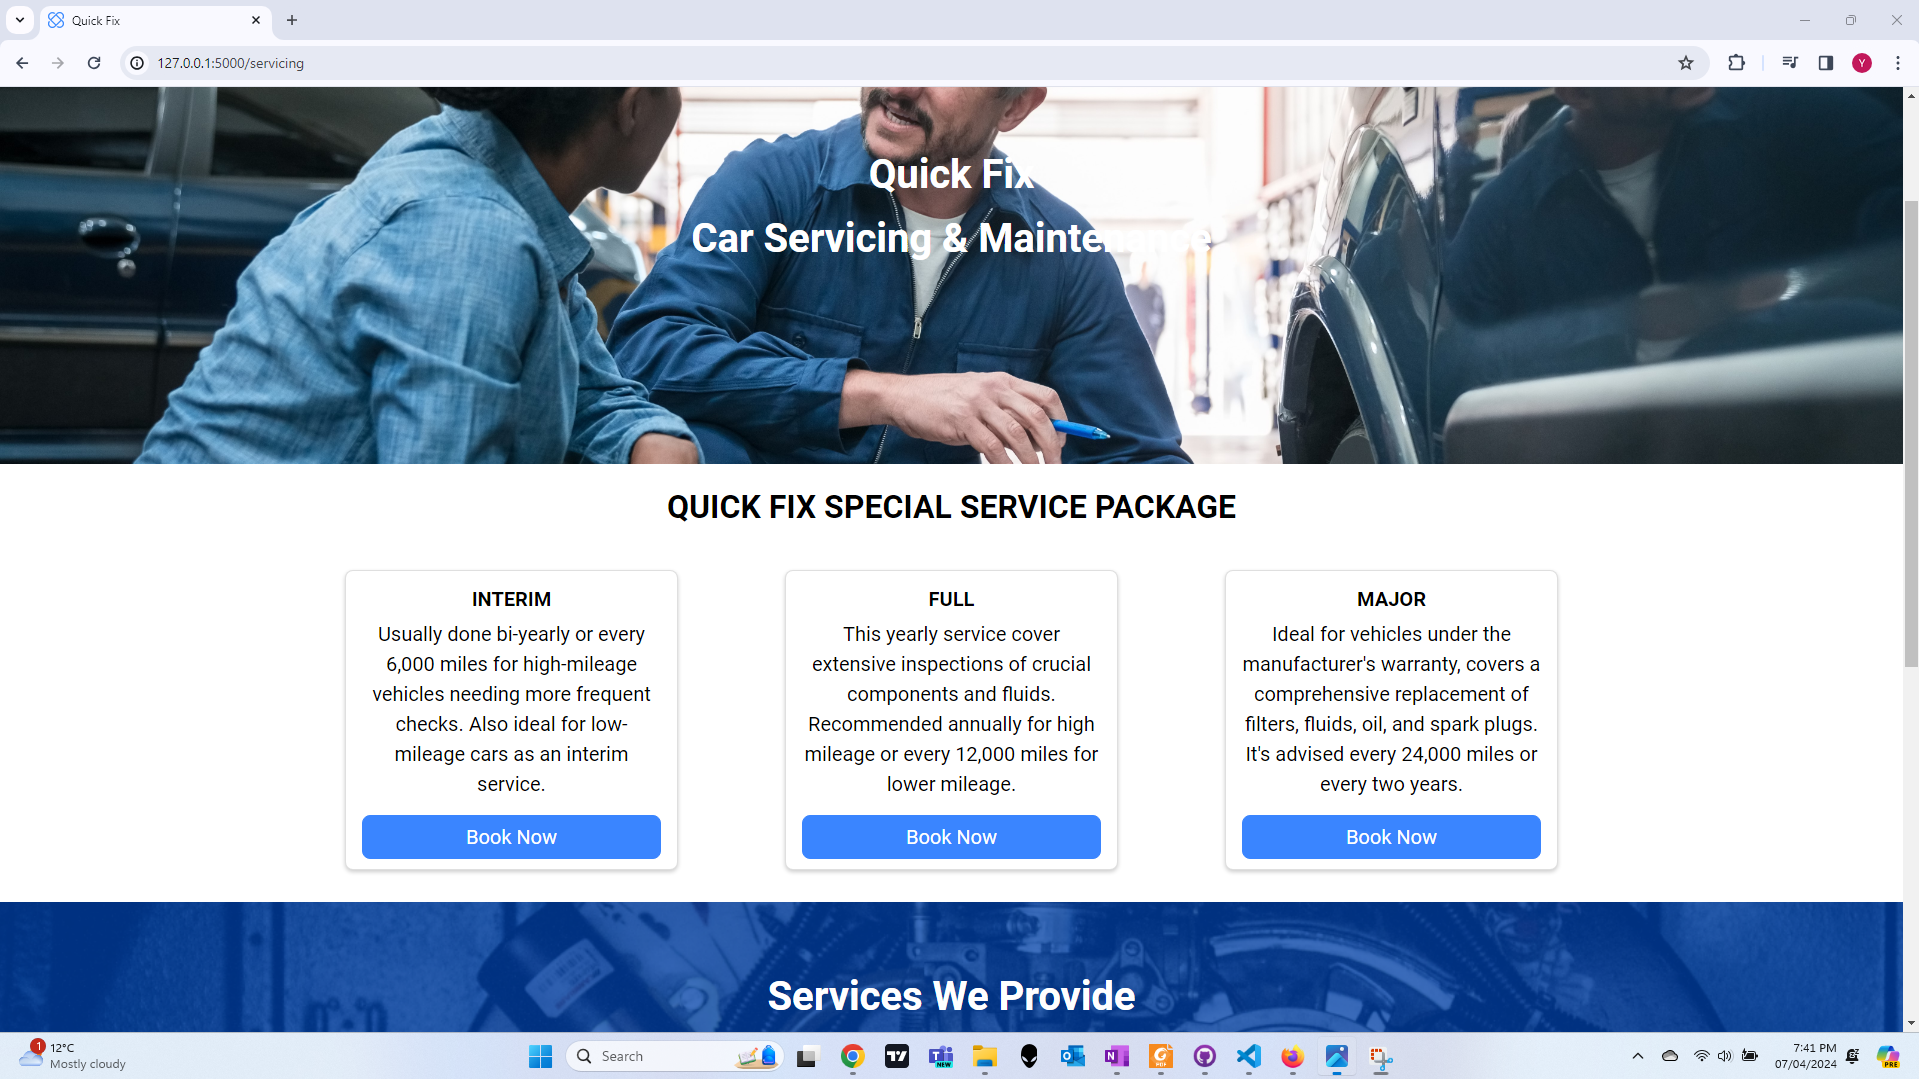 Quick Fix
127.0.0.1:5000/servicing
Y
Quick Fix
Car Servicing & Maintenance
QUICK FIX SPECIAL SERVICE PACKAGE
INTERIM
Usually done bi-yearly or every
6,000 miles for high-mileage
vehicles needing more frequent
checks. Also ideal for low-
mileage cars as an interim
service.
Book Now
FULL
This yearly service cover
extensive inspections of crucial
components and fluids.
Recommended annually for high
mileage or every 12,000 miles for
lower mileage.
Book Now
MAJOR
Ideal for vehicles under the
manufacturer's warranty, covers a
comprehensive replacement of
filters, fluids, oil, and spark plugs.
It's advised every 24,000 miles or
every two years.
Book Now
Services We Provide
1
12°C
Mostly cloudy
Search
NEW
PDF
7:41 PM
07/04/2024
PRE